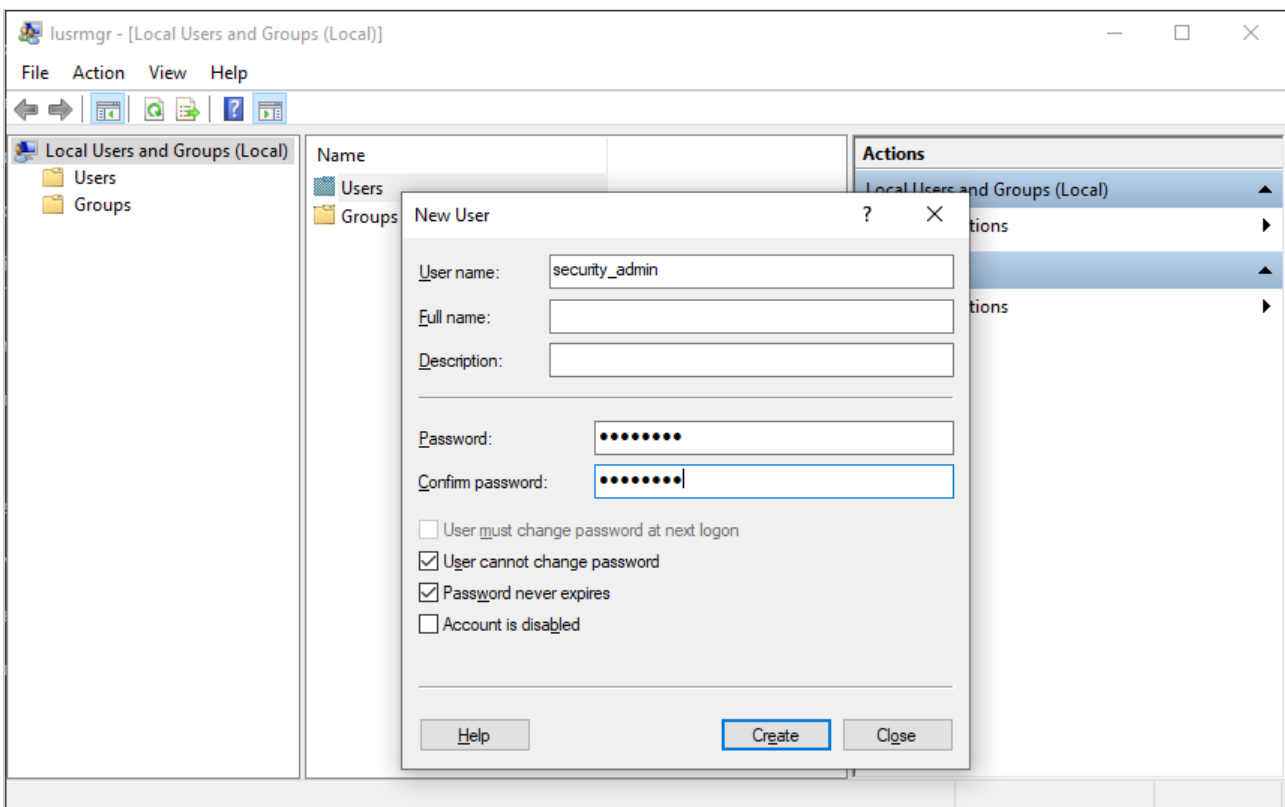 lusrmgr - [Local Users and Groups (Local)]
File Action View Help
Local Users and Groups (Local)
Users
Groups
Name
Users
Groups
Actions
Local Users and Groups (Local)
tions
tions
New User
?
User name: security_admin
Full name:
Description:
Password: ••••••••
Confirm password: ••••••••
User must change password at next logon
User cannot change password
Password never expires
Account is disabled
Help Create Close